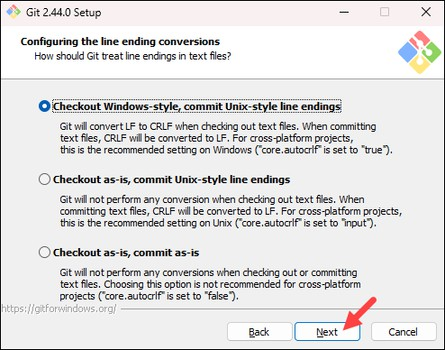 Git 2.44.0 Setup
Configuring the line ending conversions
How should Git treat line endings in text files?
Checkout Windows-style, commit Unix-style line endings
Git will convert LF to CRLF when checking out text files. When committing
text files, CRLF will be converted to LF. For cross-platform projects,
this is the recommended setting on Windows ("core.autocrlf" is set to "true").
Checkout as-is, commit Unix-style line endings
Git will not perform any conversion when checking out text files. When
committing text files, CRLF will be converted to LF. For cross-platform projects,
this is the recommended setting on Unix ("core.autocrlf" is set to "input").
Checkout as-is, commit as-is
Git will not perform any conversions when checking out or committing
text files. Choosing this option is not recommended for cross-platform
projects ("core.autocrlf" is set to "false").
https://gitforwindows.org/
Back
Next
Cancel